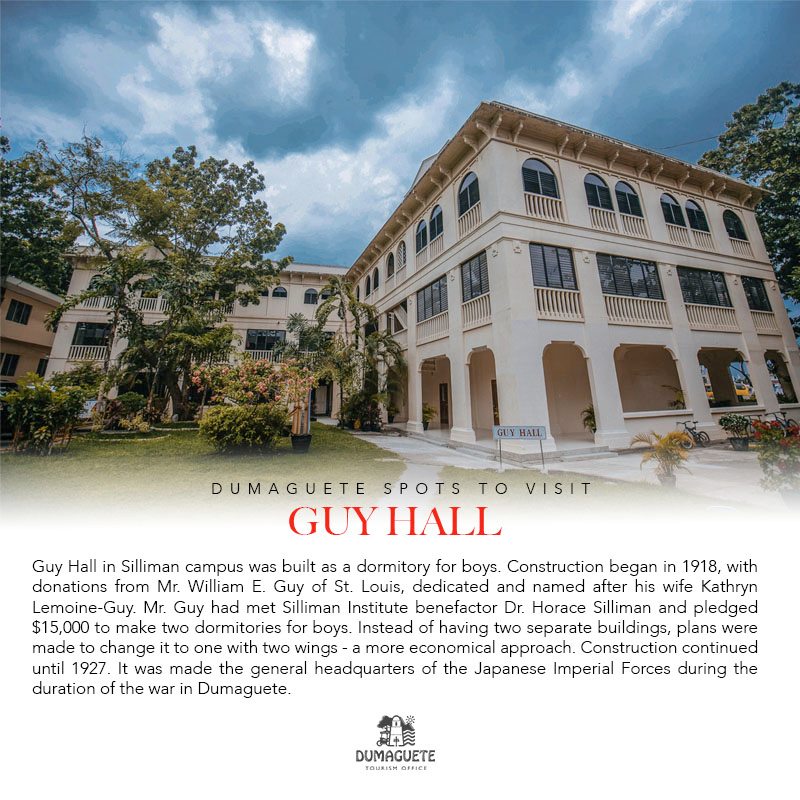 GUY HALL
DUMAGUETE SPOTS TO VISIT
GUY HALL
Guy Hall in Silliman campus was built as a dormitory for boys. Construction began in 1918, with
donations from Mr. William E. Guy of St. Louis, dedicated and named after his wife Kathryn
Lemoine-Guy. Mr. Guy had met Silliman Institute benefactor Dr. Horace Silliman and pledged
$15,000 to make two dormitories for boys. Instead of having two separate buildings, plans were
made to change it to one with two wings - a more economical approach. Construction continued
until 1927. It was made the general headquarters of the Japanese Imperial Forces during the
duration of the war in Dumaguete.
DUMAGUETE
TOURISM OFFICE